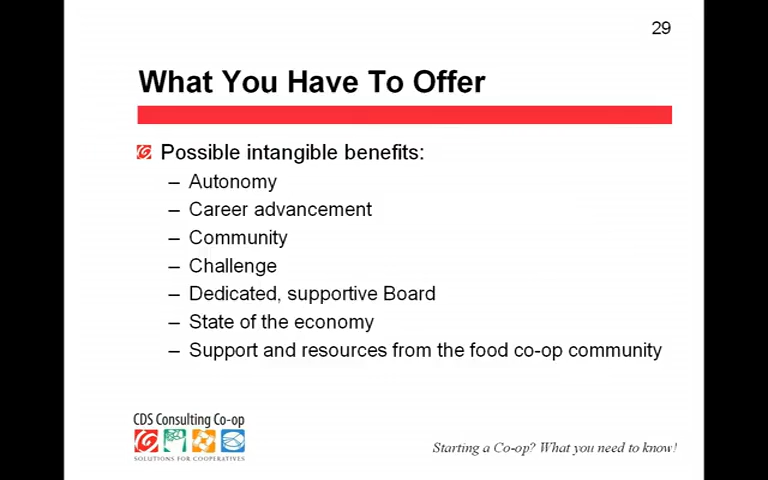 29
What You Have To Offer
Possible intangible benefits:
– Autonomy
– Career advancement
– Community
– Challenge
– Dedicated, supportive Board
– State of the economy
– Support and resources from the food co-op community
CDS Consulting Co-op
SOLUTIONS FOR COOPERATIVES
Starting a Co-op? What you need to know!